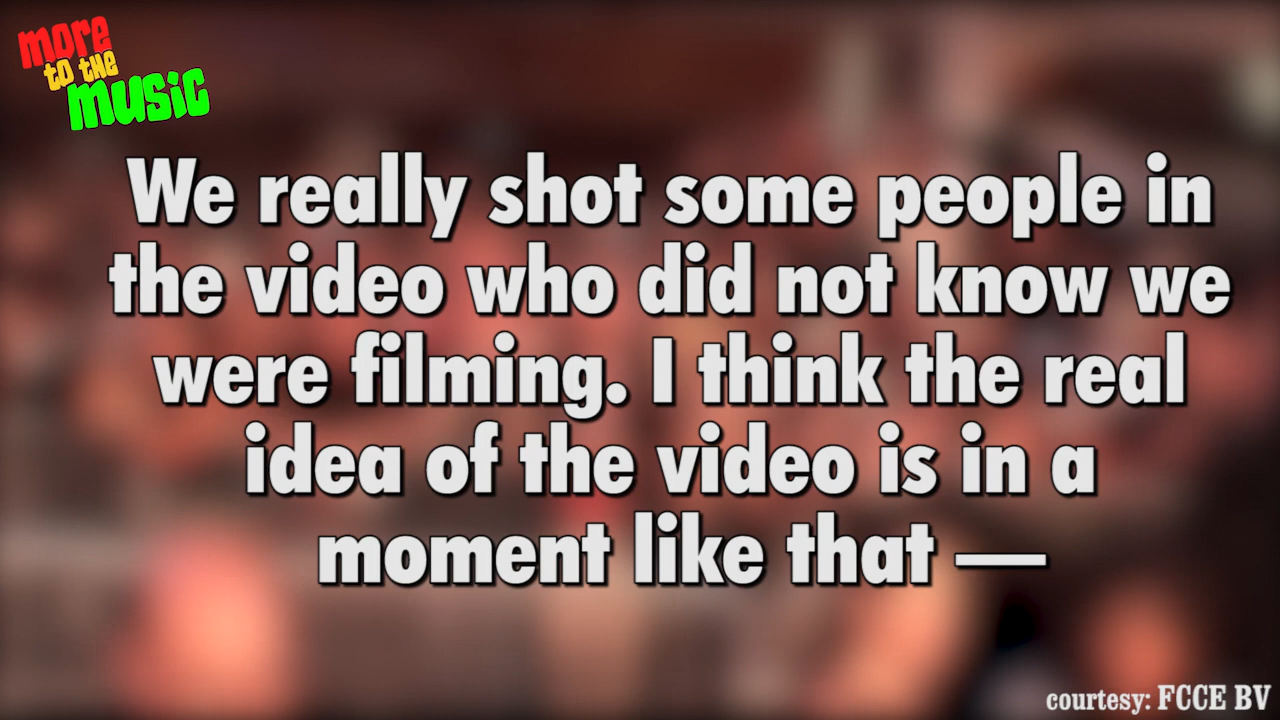 more
to the
music
We really shot some people in
the video who did not know we
were filming. I think the real
idea of the video is in a
moment like that —
courtesy: FCCE BV